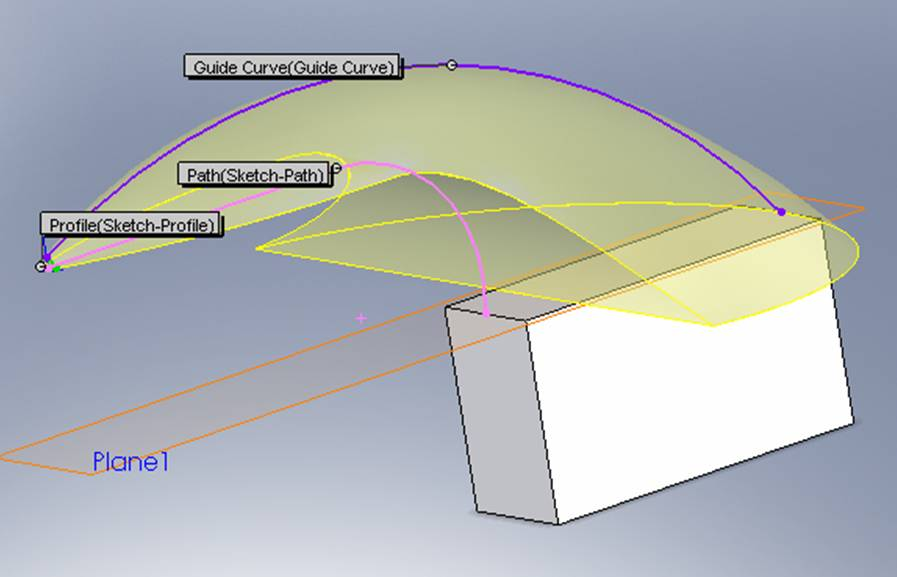 Guide Curve(Guide Curve)
Path(Sketch-Path)
Profile(Sketch-Profile)
Plane1